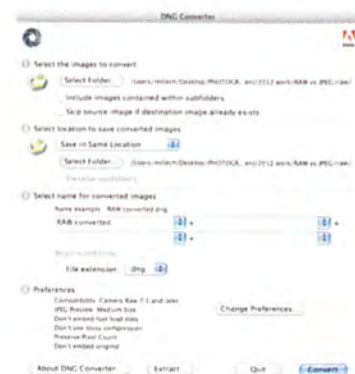 DNG Converter
Select the images to convert
Select Folder...
Include images contained within subfolders
Skip source image if destination image already exists
Select location to save converted images
Save in Same Location
Select Folder...
Preserve subfolders
Select name for converted images
Name example: RAW converted.dng
RAW converted + +
+
File extension: .dng
Preferences
Compatibility: Camera Raw 7.1 and later
JPEG Preview: Medium Size
Don't embed fast load data
Don't use lossy compression
Preserve Pixel Count
Don't embed original
Change Preferences...
About DNG Converter... Extract... Quit Convert